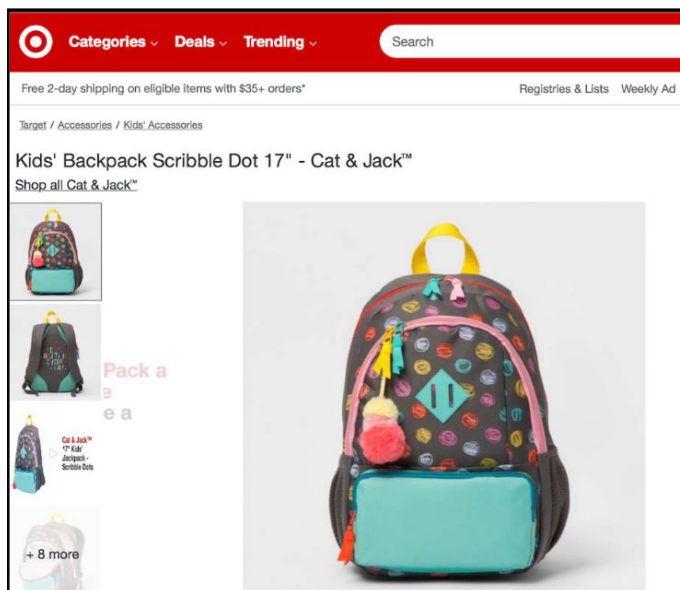 Categories Deals Trending Search
Free 2-day shipping on eligible items with $35+ orders* Registries & Lists Weekly Ad
Target / Accessories / Kids' Accessories
Kids' Backpack Scribble Dot 17" - Cat & Jack™
Shop all Cat & Jack™
Pack a
e
e a
Cat & Jack™
17" Kids'
Jackpack -
Scribble Dots
+ 8 more